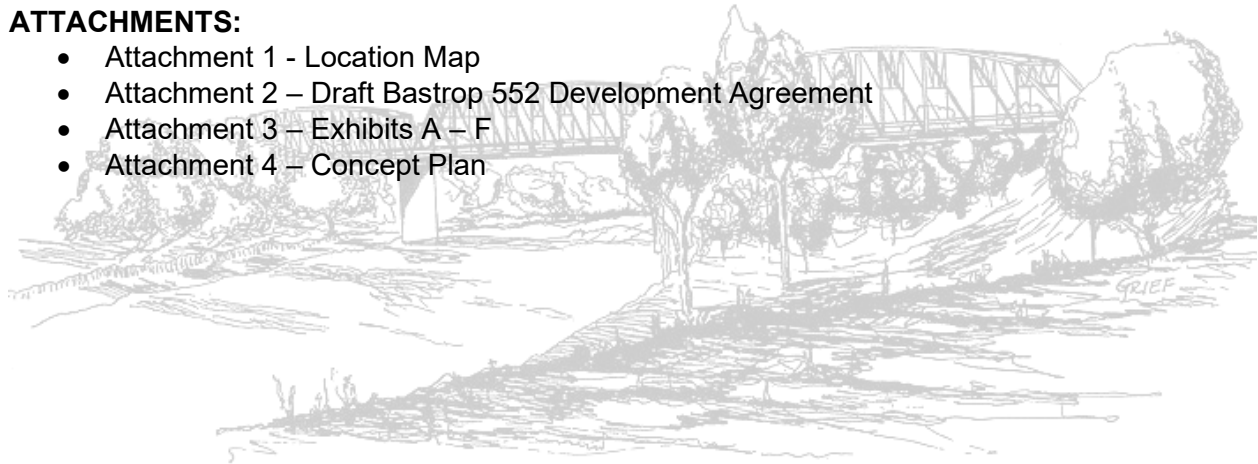 ATTACHMENTS:
• Attachment 1 - Location Map
• Attachment 2 – Draft Bastrop 552 Development Agreement
• Attachment 3 – Exhibits A – F
• Attachment 4 – Concept Plan
GRIEF